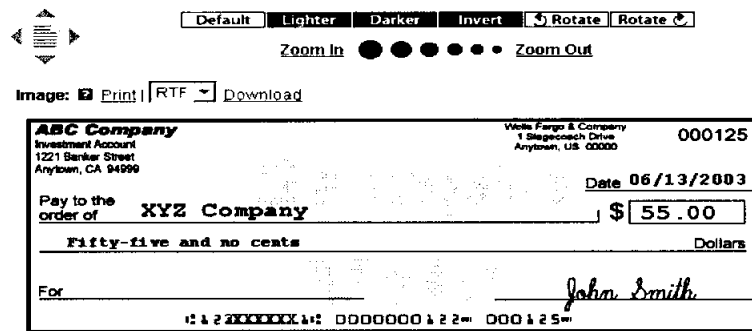 Default Lighter Darker Invert Rotate Rotate
Zoom In Zoom Out
Image: ? Print | RTF Download
ABC Company
Investment Account
1221 Banker Street
Anytown, CA 94999
Wells Fargo & Company
1 Stagecoach Drive
Anytown, US 00000
000125
Date 06/13/2003
Pay to the
order of XYZ Company $ 55.00
Fifty-five and no cents Dollars
For John Smith
⑆122XXXXXX1⑆ 0000000122⑈ 000125⑈